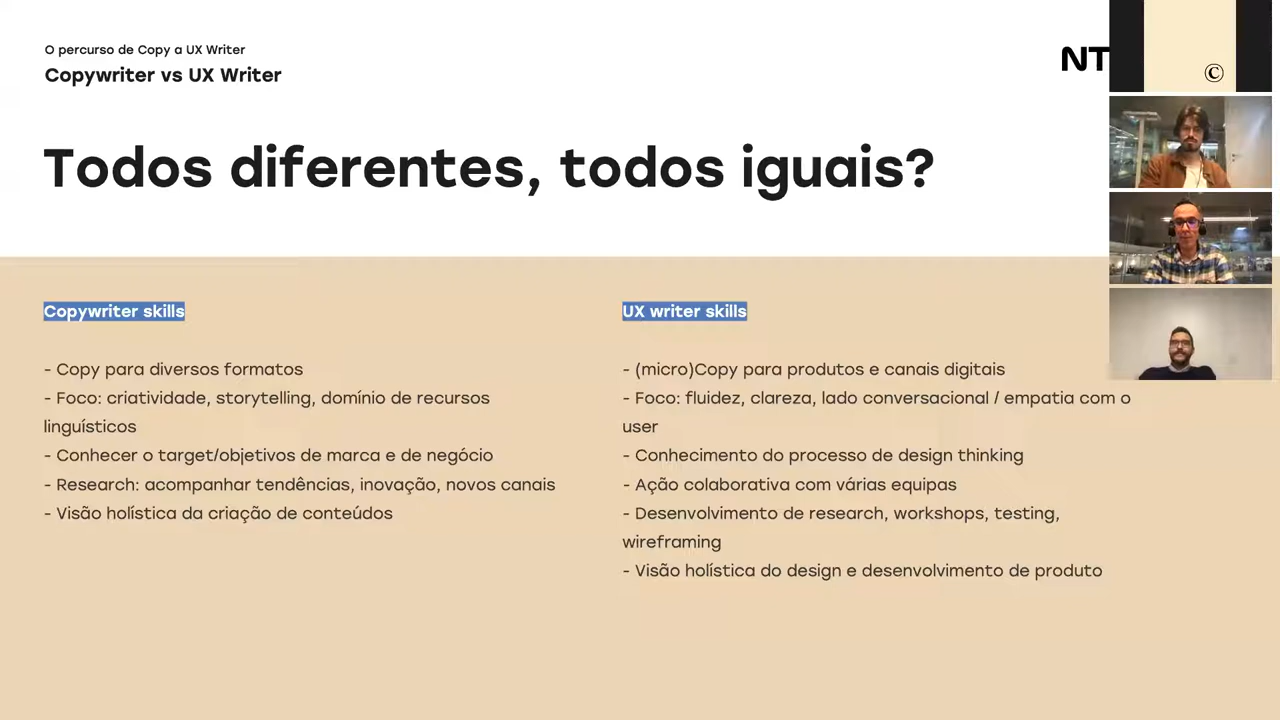 O percurso de Copy a UX Writer
Copywriter vs UX Writer
NT
©
Todos diferentes, todos iguais?
Copywriter skills
- Copy para diversos formatos
- Foco: criatividade, storytelling, domínio de recursos
linguísticos
- Conhecer o target/objetivos de marca e de negócio
- Research: acompanhar tendências, inovação, novos canais
- Visão holística da criação de conteúdos
UX writer skills
- (micro)Copy para produtos e canais digitais
- Foco: fluidez, clareza, lado conversacional / empatia com o
user
- Conhecimento do processo de design thinking
- Ação colaborativa com várias equipas
- Desenvolvimento de research, workshops, testing,
wireframing
- Visão holística do design e desenvolvimento de produto